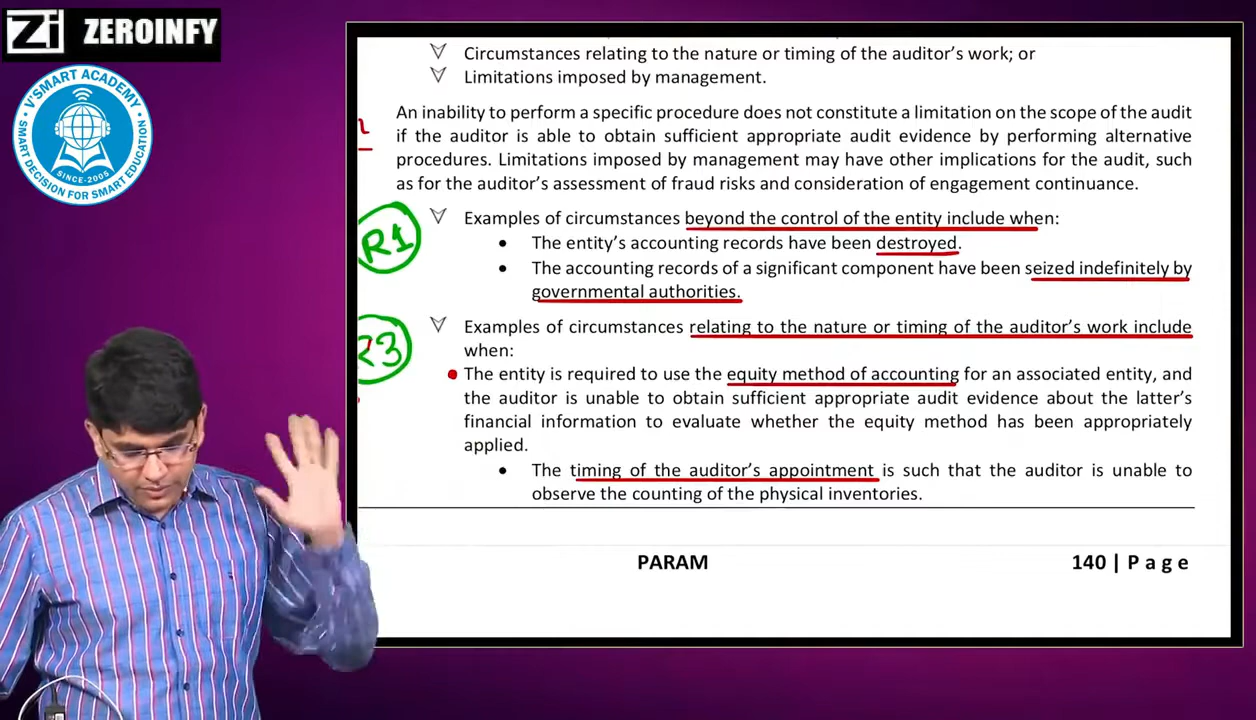 Zi ZEROINFY
V'SMART ACADEMY
SINCE-2005
SMART DECISION FOR SMART EDUCATION
Circumstances relating to the nature or timing of the auditor's work; or
Limitations imposed by management.
An inability to perform a specific procedure does not constitute a limitation on the scope of the audit
if the auditor is able to obtain sufficient appropriate audit evidence by performing alternative
procedures. Limitations imposed by management may have other implications for the audit, such
as for the auditor's assessment of fraud risks and consideration of engagement continuance.
R1
Examples of circumstances beyond the control of the entity include when:
• The entity's accounting records have been destroyed.
• The accounting records of a significant component have been seized indefinitely by
governmental authorities.
R3
Examples of circumstances relating to the nature or timing of the auditor's work include
when:
• The entity is required to use the equity method of accounting for an associated entity, and
the auditor is unable to obtain sufficient appropriate audit evidence about the latter's
financial information to evaluate whether the equity method has been appropriately
applied.
• The timing of the auditor's appointment is such that the auditor is unable to
observe the counting of the physical inventories.
PARAM
140 | P a g e